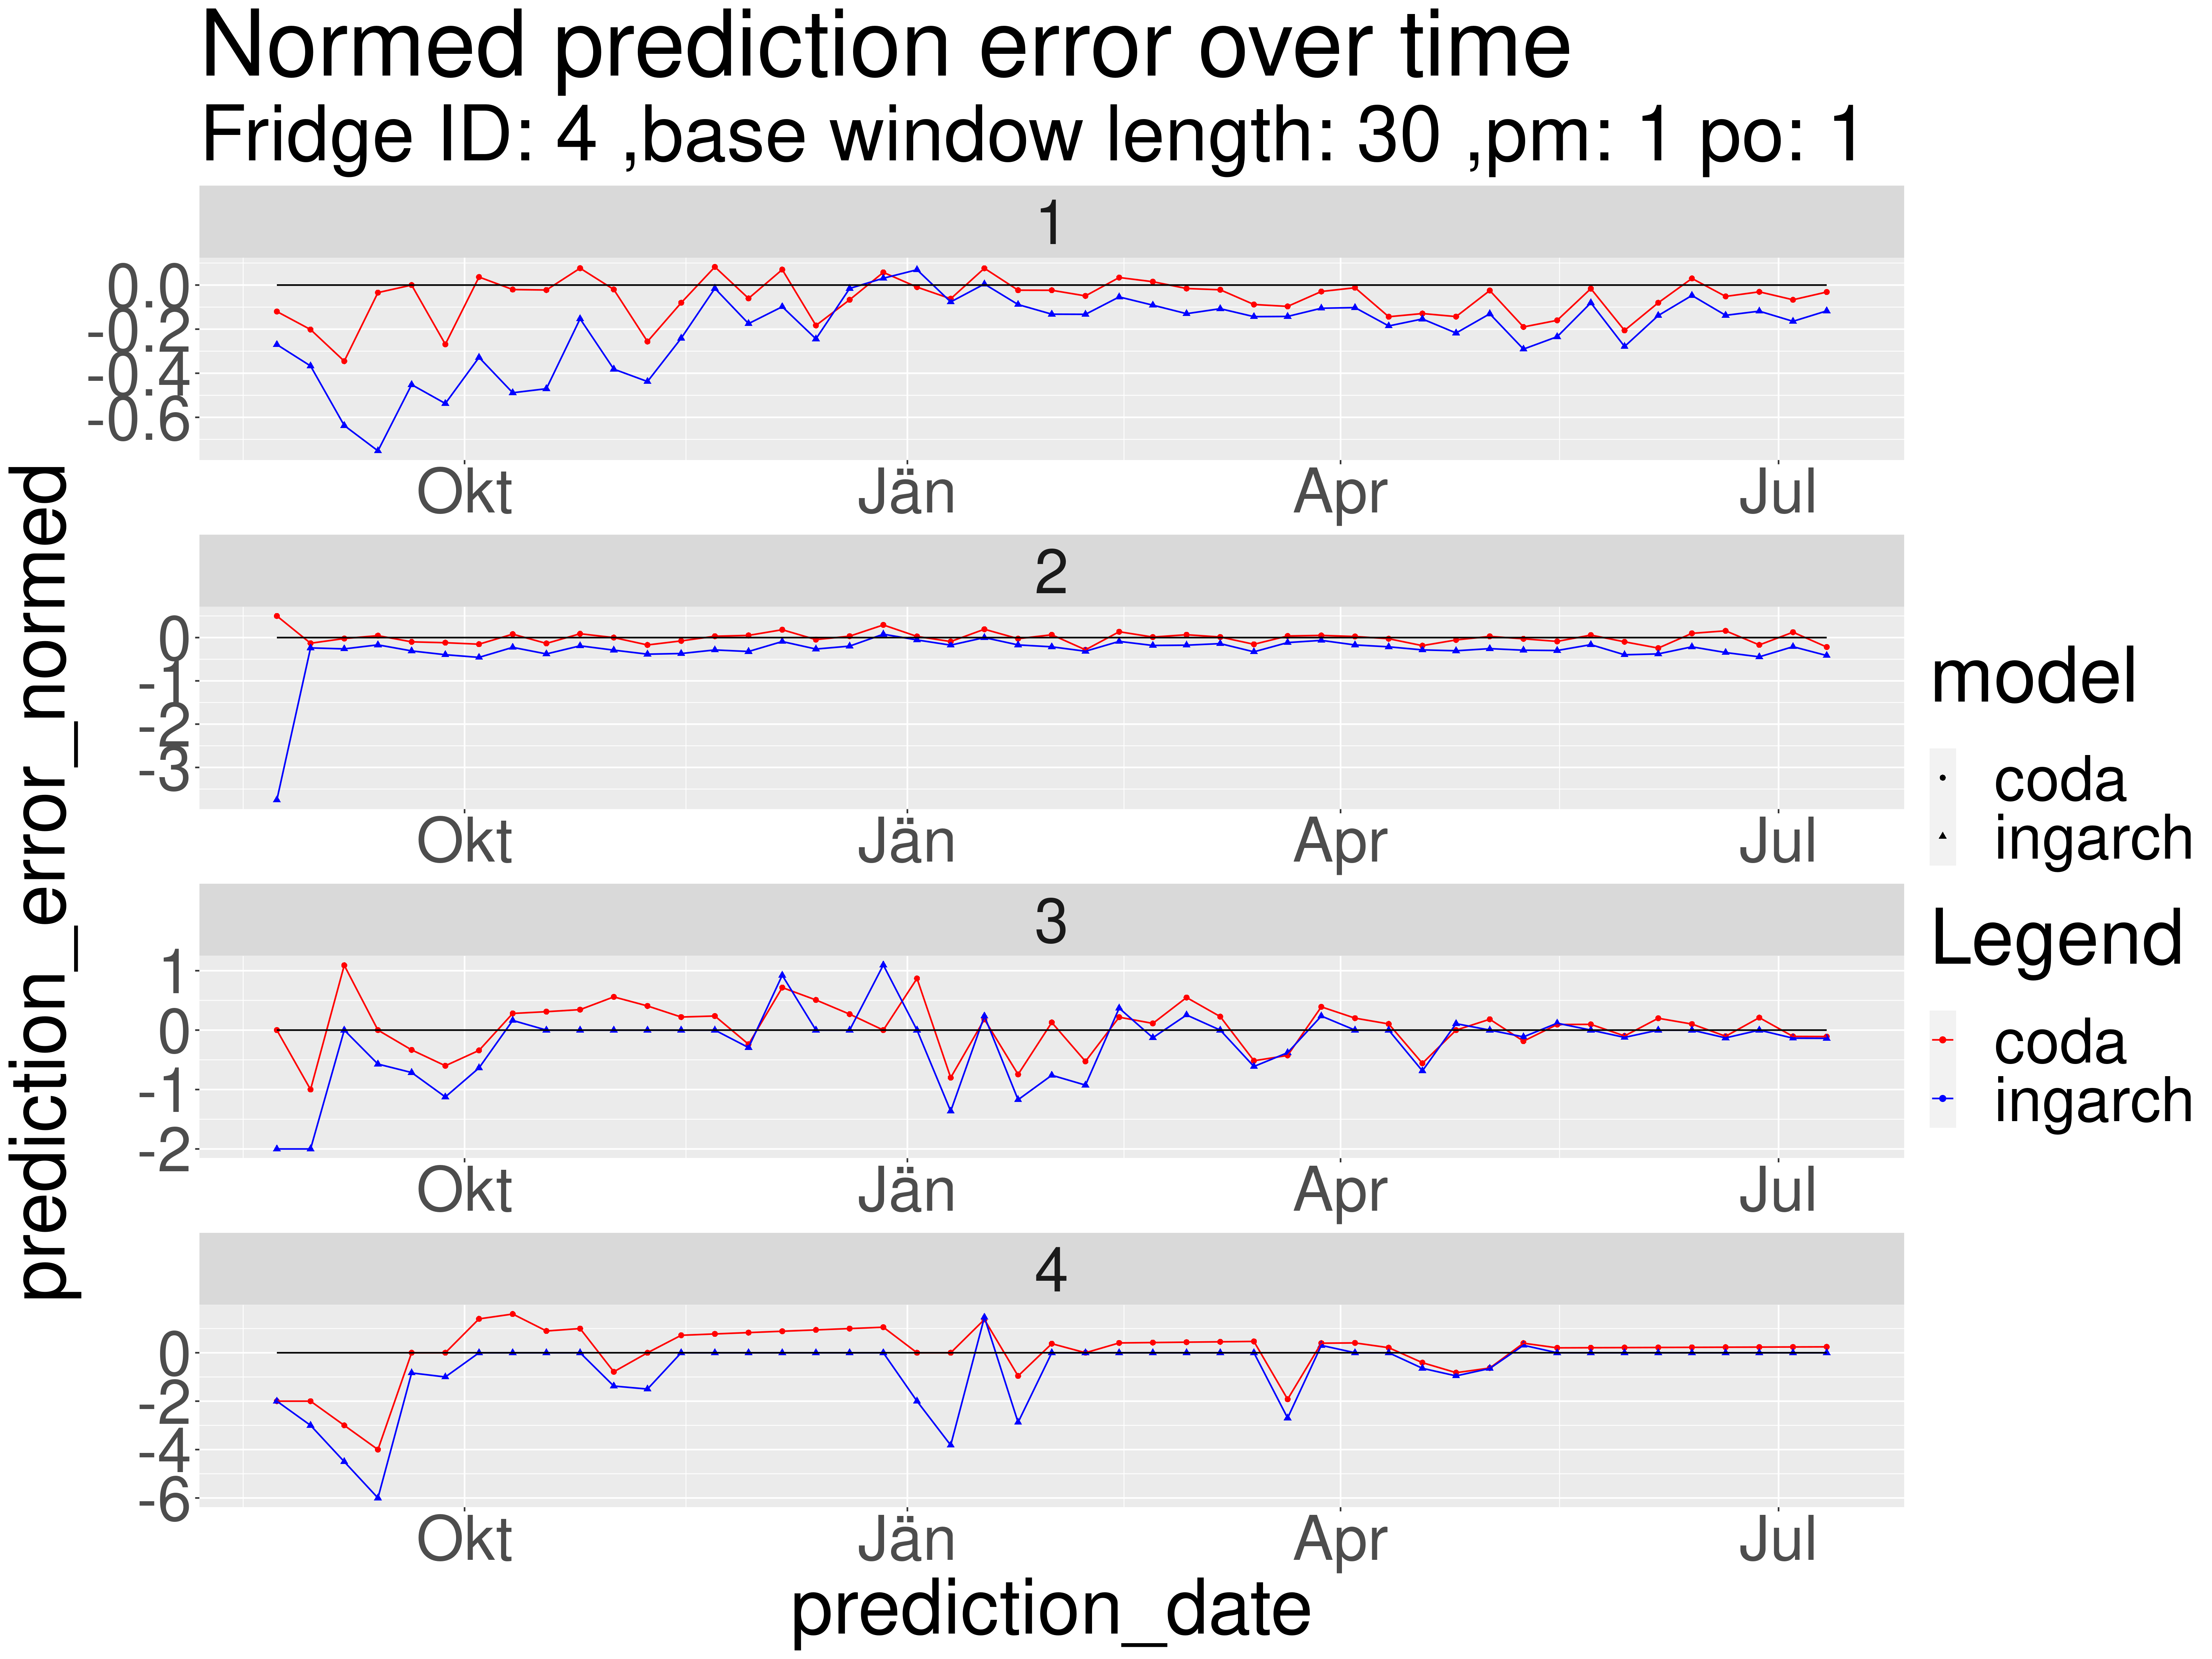 Normed prediction error over time
Fridge ID: 4 ,base window length: 30 ,pm: 1 po: 1
prediction_error_normed
1
0.0
-0.2
-0.4
-0.6
Okt Jän Apr Jul
2
0
-1
-2
-3
Okt Jän Apr Jul
3
1
0
-1
-2
Okt Jän Apr Jul
4
0
-2
-4
-6
Okt Jän Apr Jul
prediction_date
model
coda
ingarch
Legend
coda
ingarch